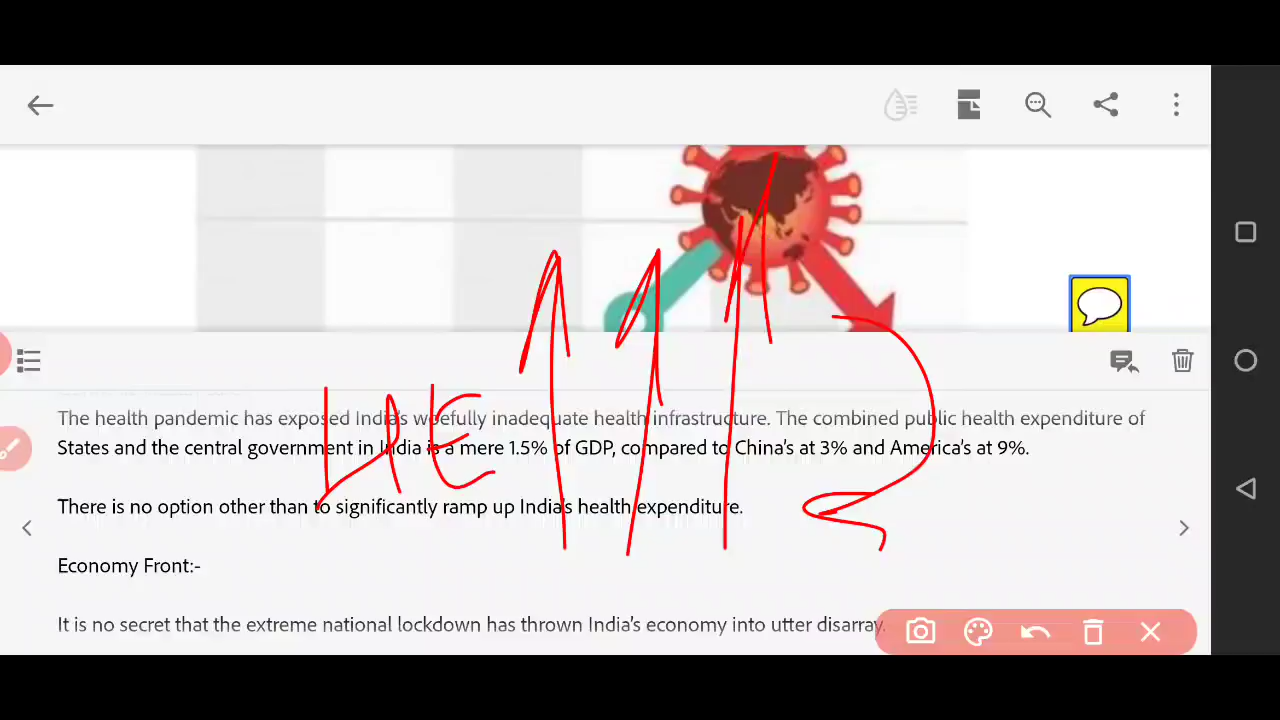 The health pandemic has exposed India's woefully inadequate health infrastructure. The combined public health expenditure of
States and the central government in India is a mere 1.5% of GDP, compared to China's at 3% and America's at 9%.
There is no option other than to significantly ramp up India's health expenditure.
Economy Front:-
It is no secret that the extreme national lockdown has thrown India's economy into utter disarray.